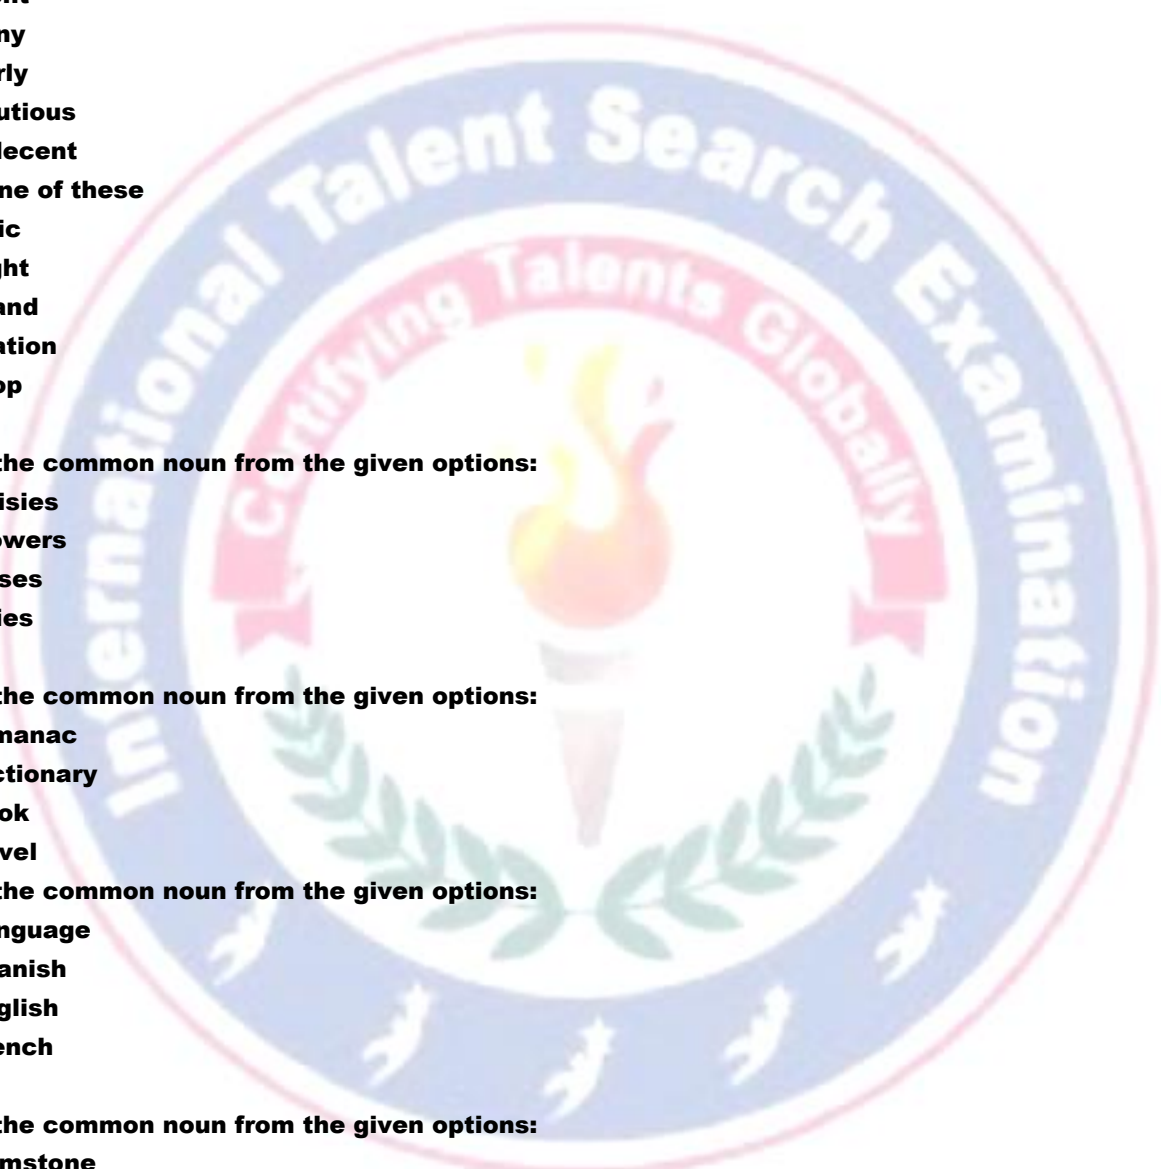 ny
rly
utious
lecent
ne of these
ic
ght
and
ation
op
the common noun from the given options:
isies
owers
ses
ies
the common noun from the given options:
manac
ctionary
ok
vel
the common noun from the given options:
nguage
anish
glish
ench
the common noun from the given options:
mstone
International Talent Search Examination
Certifying Talents Globally